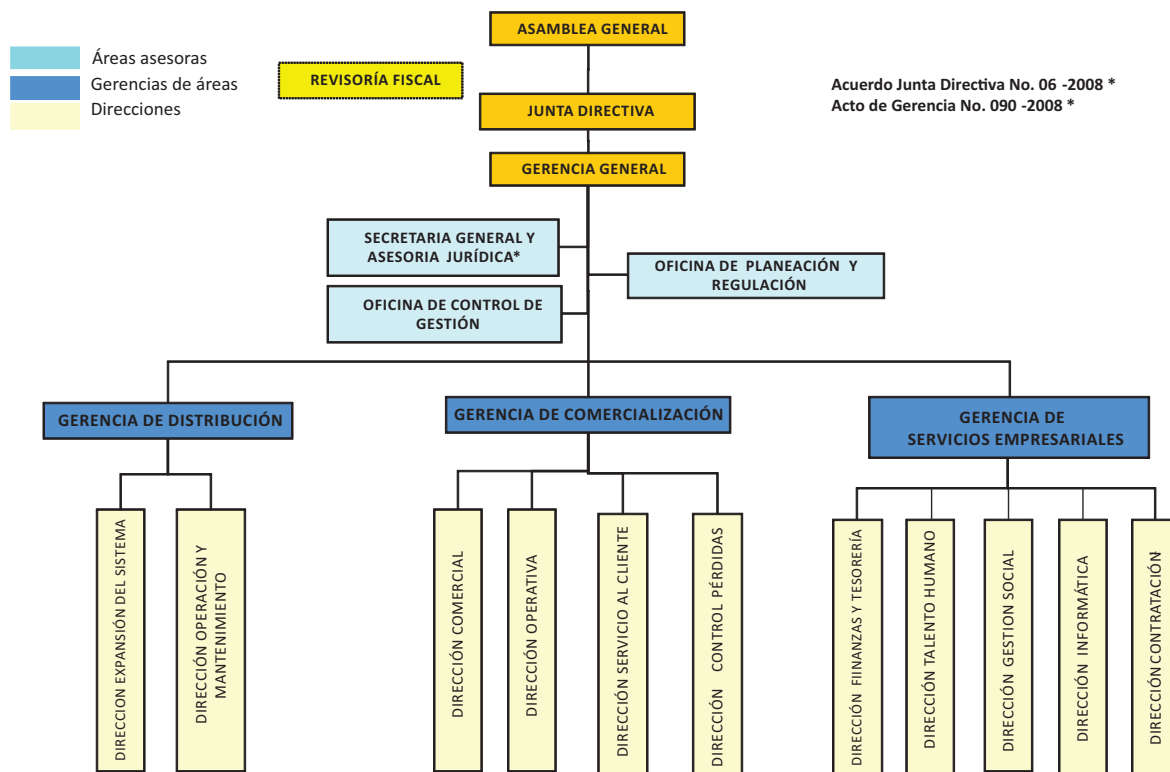 ASAMBLEA GENERAL
Áreas asesoras
Gerencias de áreas
Direcciones
REVISORÍA FISCAL
Acuerdo Junta Directiva No. 06 -2008 *
Acto de Gerencia No. 090 -2008 *
JUNTA DIRECTIVA
GERENCIA GENERAL
SECRETARIA GENERAL Y
ASESORIA JURÍDICA*
OFICINA DE PLANEACIÓN Y
REGULACIÓN
OFICINA DE CONTROL DE
GESTIÓN
GERENCIA DE DISTRIBUCIÓN
GERENCIA DE COMERCIALIZACIÓN
GERENCIA DE
SERVICIOS EMPRESARIALES
DIRECCION EXPANSIÓN DEL SISTEMA
DIRECCIÓN OPERACIÓN Y
MANTENIMIENTO
DIRECCIÓN COMERCIAL
DIRECCIÓN OPERATIVA
DIRECCIÓN SERVICIO AL CLIENTE
DIRECCIÓN CONTROL PÉRDIDAS
DIRECCIÓN FIINANZAS Y TESORERÍA
DIRECCIÓN TALENTO HUMANO
DIRECCIÓN GESTION SOCIAL
DIRECCIÓN INFORMÁTICA
DIRECCIÓN CONTRATACIÓN